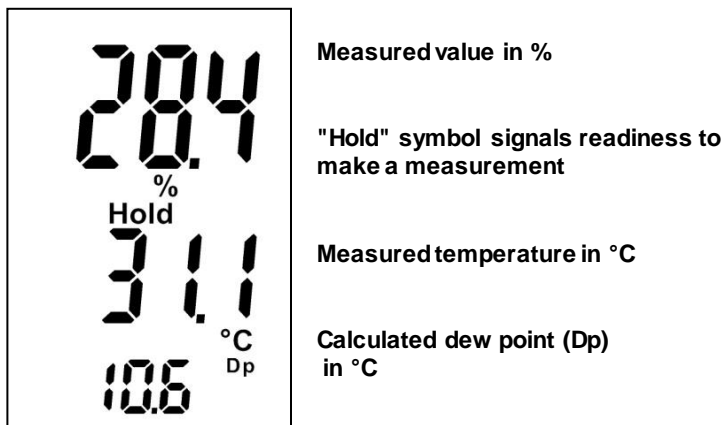 28.4
Measured value in %
%
"Hold" symbol signals readiness to
make a measurement
Hold
31.1
Measured temperature in °C
°C
Calculated dew point (Dp)
in °C
Dp
10.6